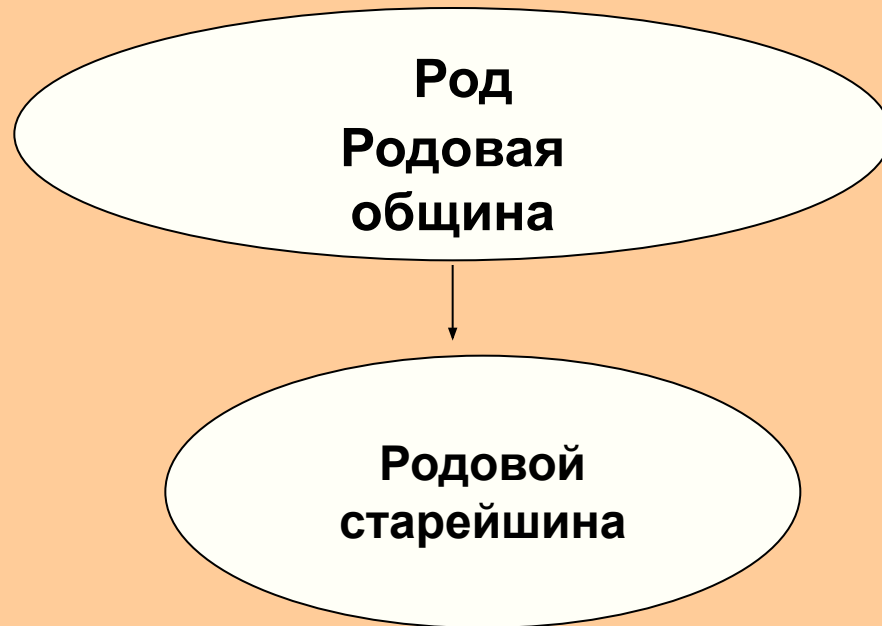 Род
Родовая
община
Родовой
старейшина